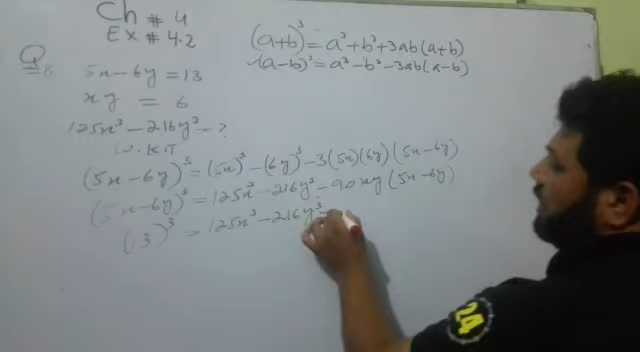 Ch # 4
Ex # 4.2
(a+b)³ = a³ + b³ + 3ab(a+b)
(a-b)³ = a³ - b³ - 3ab(a-b)
Q
5x - 6y = 13
xy = 6
125x³ - 216y³ = ?
W.K.T
(5x - 6y)³ = (5x)³ - (6y)³ - 3(5x)(6y)(5x - 6y)
(5x - 6y)³ = 125x³ - 216y³ - 90xy(5x - 6y)
(13)³ = 125x³ - 216y³
24